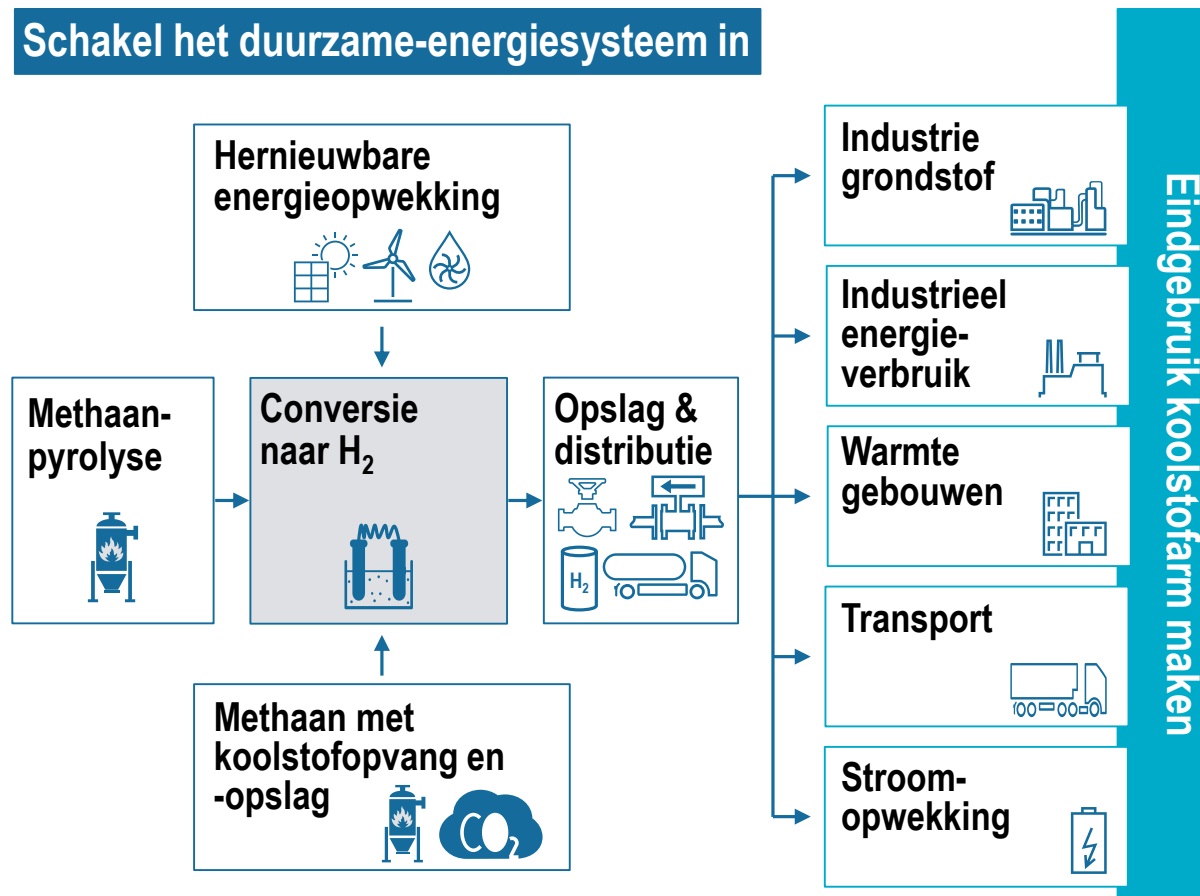 Schakel het duurzame-energiesysteem in
Hernieuwbare
energieopwekking
Methaan-
pyrolyse
Conversie
naar H₂
Opslag &
distributie
H₂
Methaan met
koolstofopvang en
-opslag
CO₂
Industrie
grondstof
Industrieel
energie-
verbruik
Warmte
gebouwen
Transport
Stroom-
opwekking
Eindgebruik koolstofarm maken